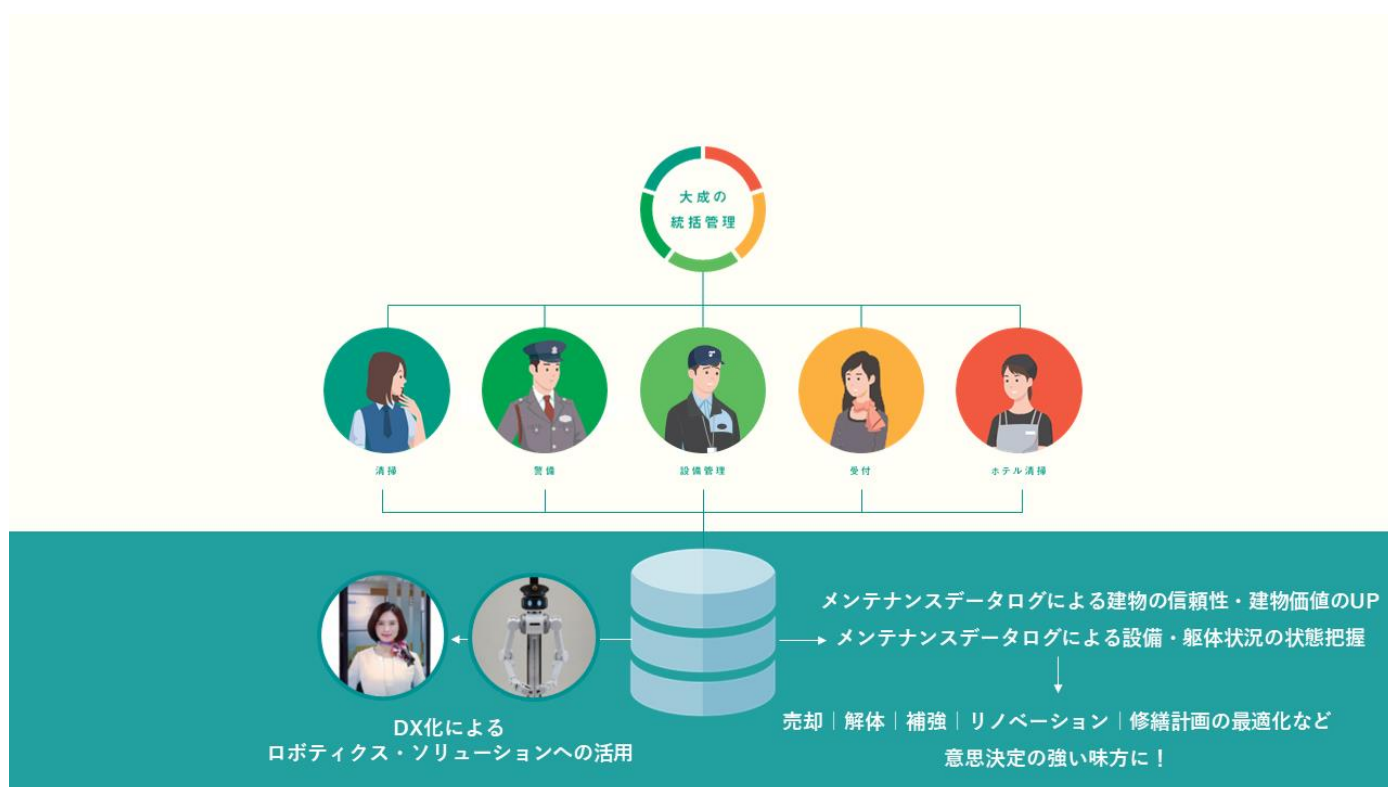 大成の
統括管理
清掃
警備
設備管理
受付
ホテル清掃
メンテナンスデータログによる建物の信頼性・建物価値のUP
メンテナンスデータログによる設備・躯体状況の状態把握
DX化による
ロボティクス・ソリューションへの活用
売却｜解体｜補強｜リノベーション｜修繕計画の最適化など
意思決定の強い味方に！